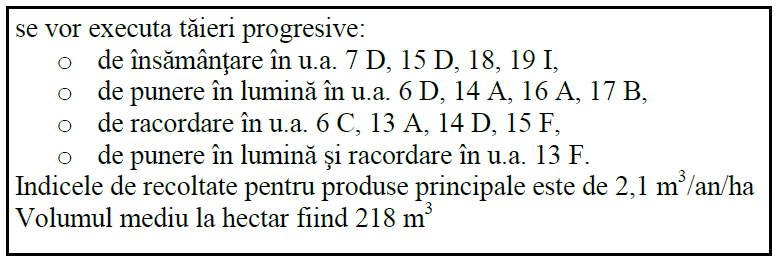 se vor executa tăieri progresive:
o de însămânţare în u.a. 7 D, 15 D, 18, 19 I,
o de punere în lumină în u.a. 6 D, 14 A, 16 A, 17 B,
o de racordare în u.a. 6 C, 13 A, 14 D, 15 F,
o de punere în lumină şi racordare în u.a. 13 F.
Indicele de recoltate pentru produse principale este de 2,1 m³/an/ha
Volumul mediu la hectar fiind 218 m³